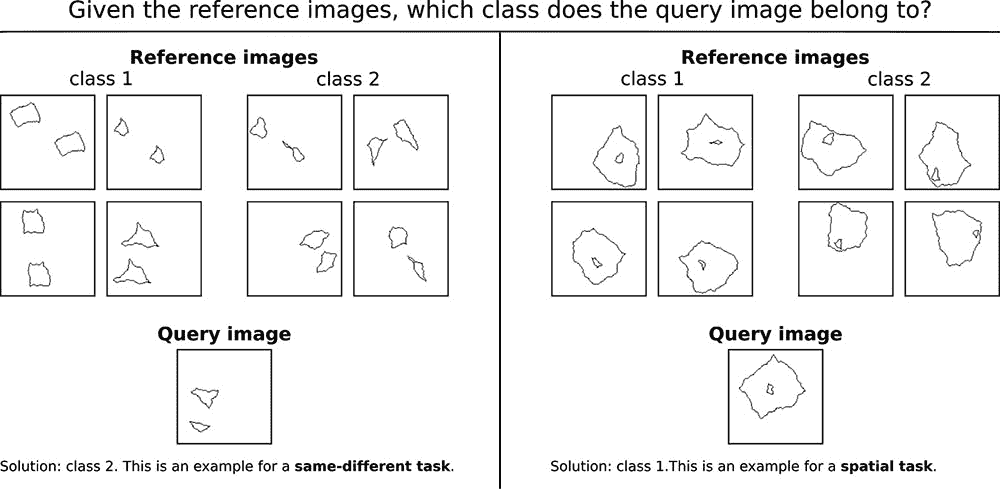 Given the reference images, which class does the query image belong to?
Reference images
class 1
class 2
Query image
Solution: class 2. This is an example for a same-different task.
Reference images
class 1
class 2
Query image
Solution: class 1.This is an example for a spatial task.